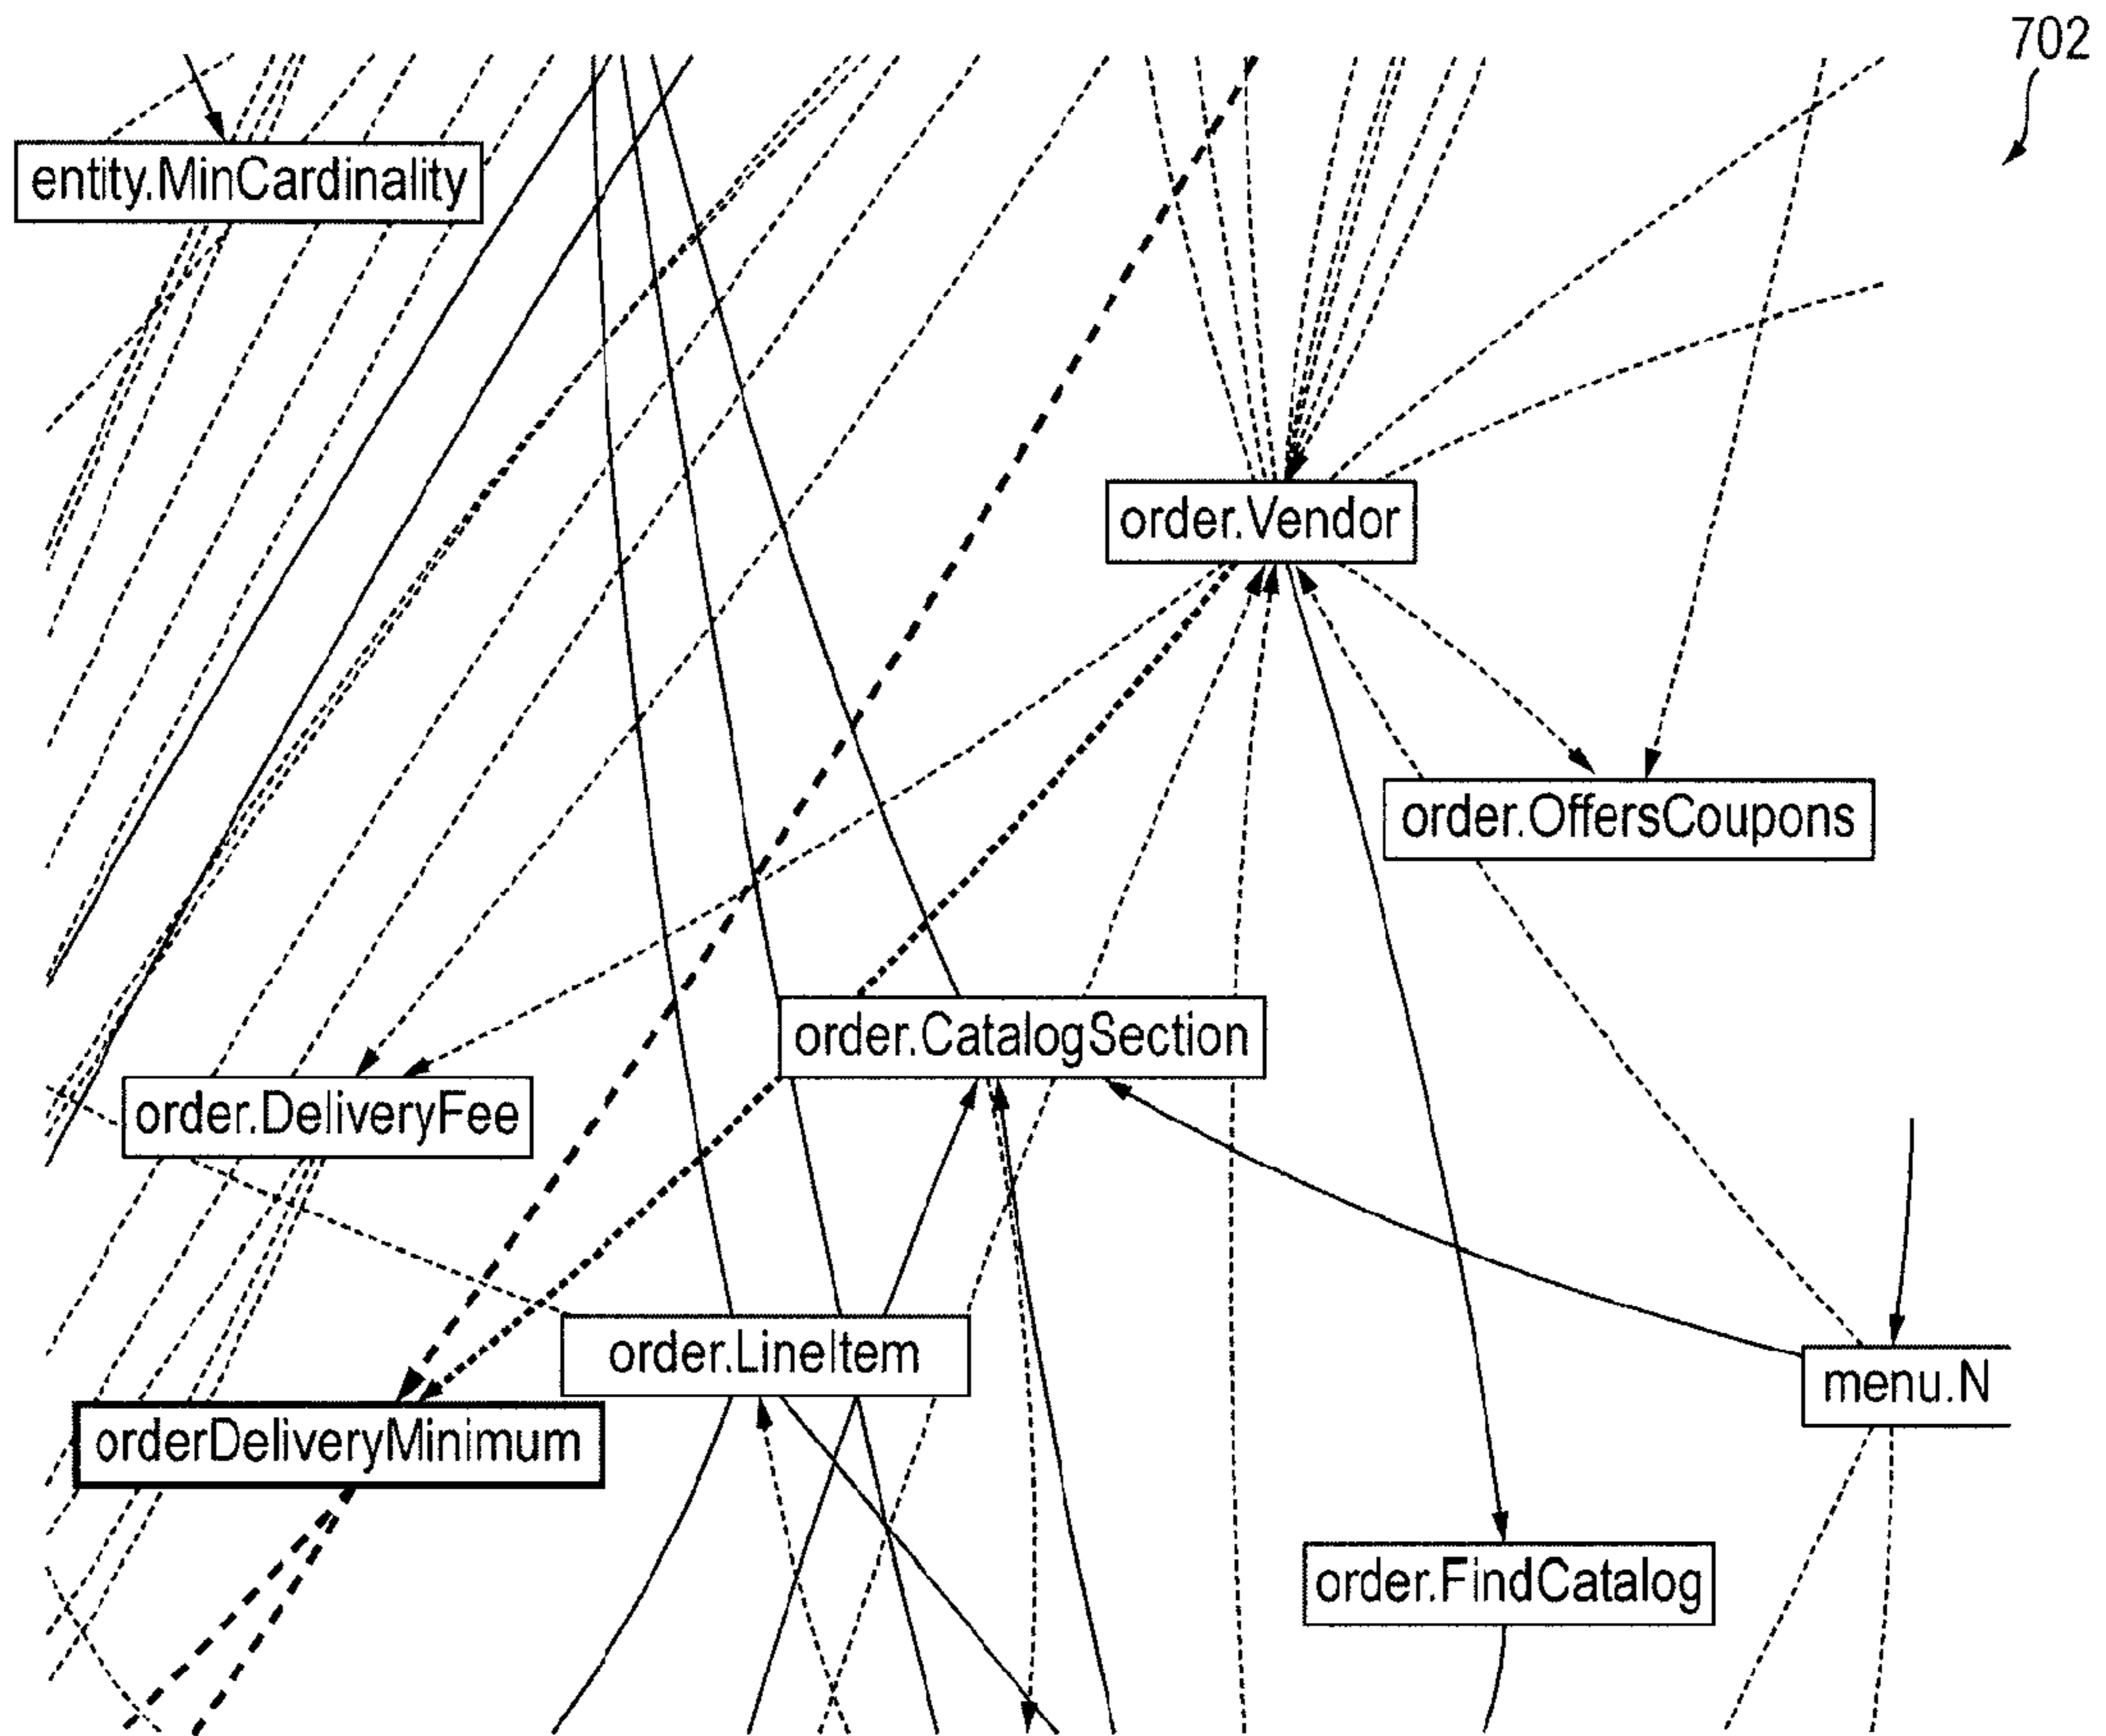 702
entity.MinCardinality
order.Vendor
order.OffersCoupons
order.CatalogSection
order.DeliveryFee
order.LineItem
menu.N
orderDeliveryMinimum
order.FindCatalog